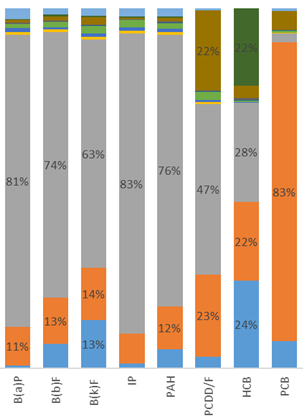 22%
22%
81%
74%
63%
83%
76%
47%
28%
83%
11%
13%
14%
12%
23%
22%
13%
24%
B(a)P
B(b)F
B(k)F
IP
PAH
PCDD/F
HCB
PCB